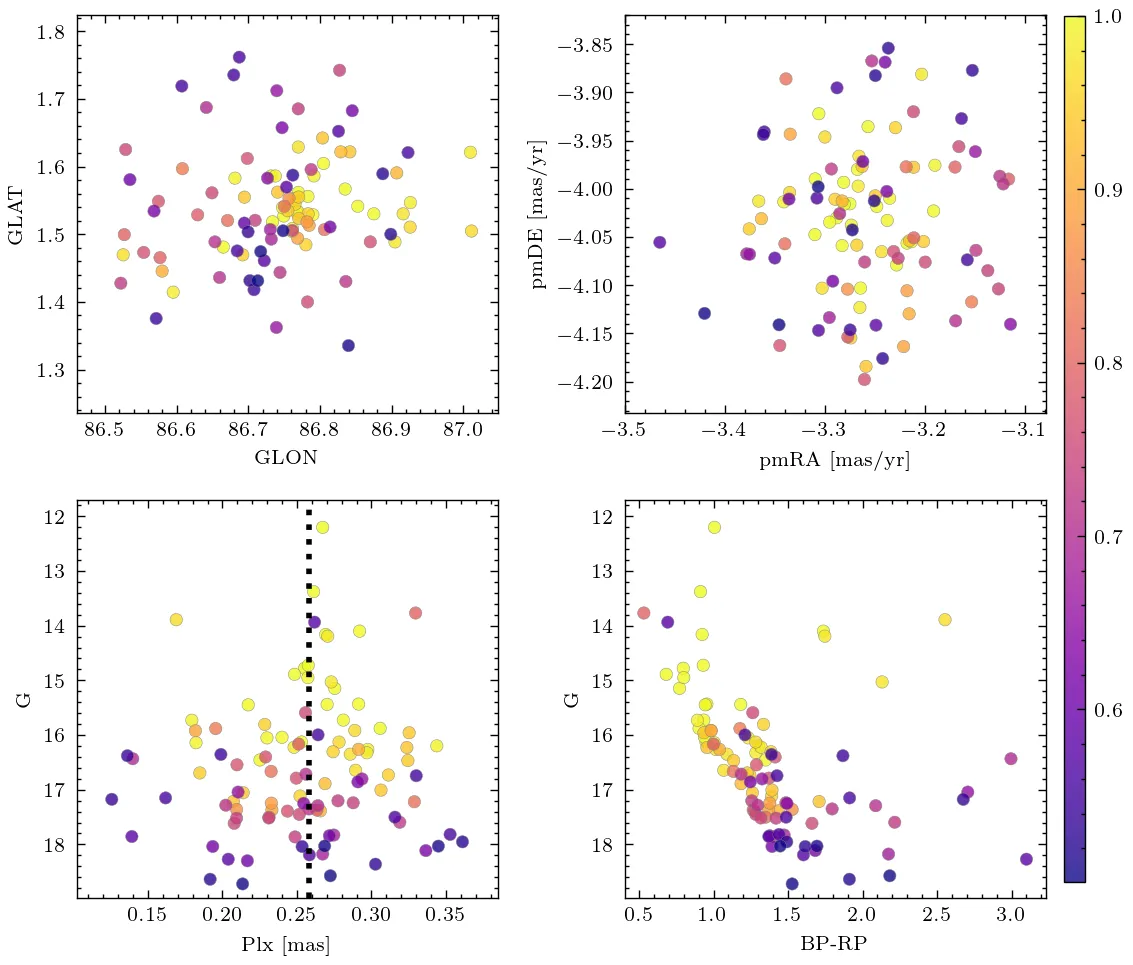 1.8
1.7
1.6
1.5
1.4
1.3
GLAT
86.5 86.6 86.7 86.8 86.9 87.0
GLON
−3.85
−3.90
−3.95
−4.00
−4.05
−4.10
−4.15
−4.20
pmDE [mas/yr]
−3.5 −3.4 −3.3 −3.2 −3.1
pmRA [mas/yr]
1.0
0.9
0.8
0.7
0.6
12
13
14
15
16
17
18
G
0.15 0.20 0.25 0.30 0.35
Plx [mas]
12
13
14
15
16
17
18
G
0.5 1.0 1.5 2.0 2.5 3.0
BP-RP